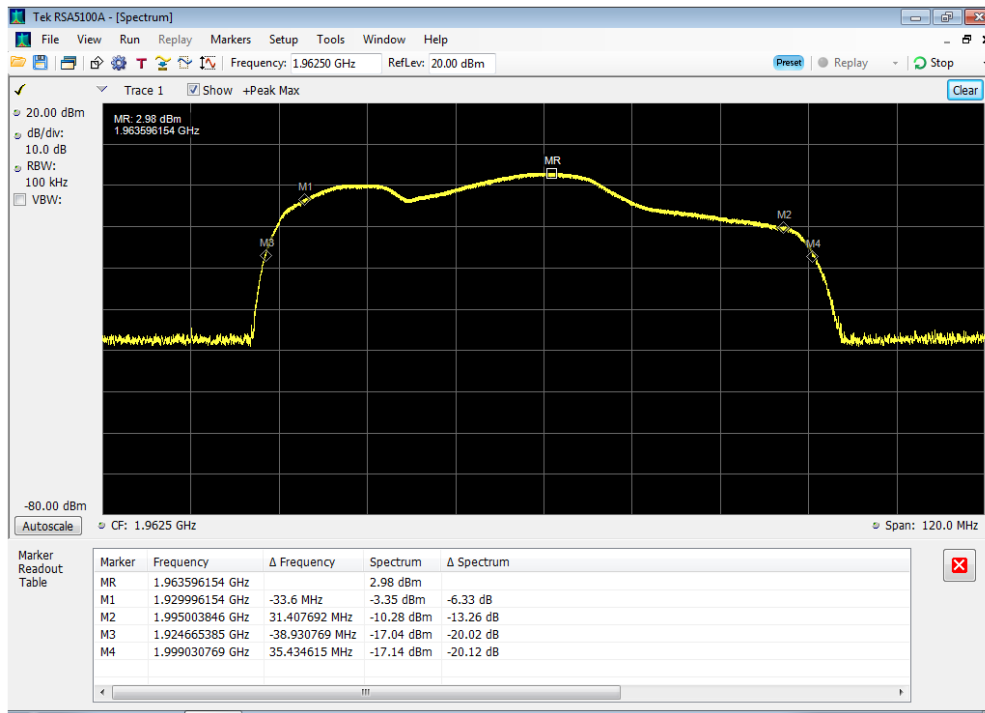 Tek RSA5100A - [Spectrum]
File View Run Replay Markers Setup Tools Window Help
T Frequency: 1.96250 GHz RefLev: 20.00 dBm Preset Replay Stop
Trace 1 Show +Peak Max Clear
20.00 dBm
dB/div:
10.0 dB
RBW:
100 kHz
VBW:
-80.00 dBm
MR: 2.98 dBm
1.963596154 GHz
MR
M1
M2
M3
M4
Autoscale CF: 1.9625 GHz Span: 120.0 MHz
Marker
Readout
Table
Marker Frequency Δ Frequency Spectrum Δ Spectrum
MR 1.963596154 GHz 2.98 dBm
M1 1.929996154 GHz -33.6 MHz -3.35 dBm -6.33 dB
M2 1.995003846 GHz 31.407692 MHz -10.28 dBm -13.26 dB
M3 1.924665385 GHz -38.930769 MHz -17.04 dBm -20.02 dB
M4 1.999030769 GHz 35.434615 MHz -17.14 dBm -20.12 dB